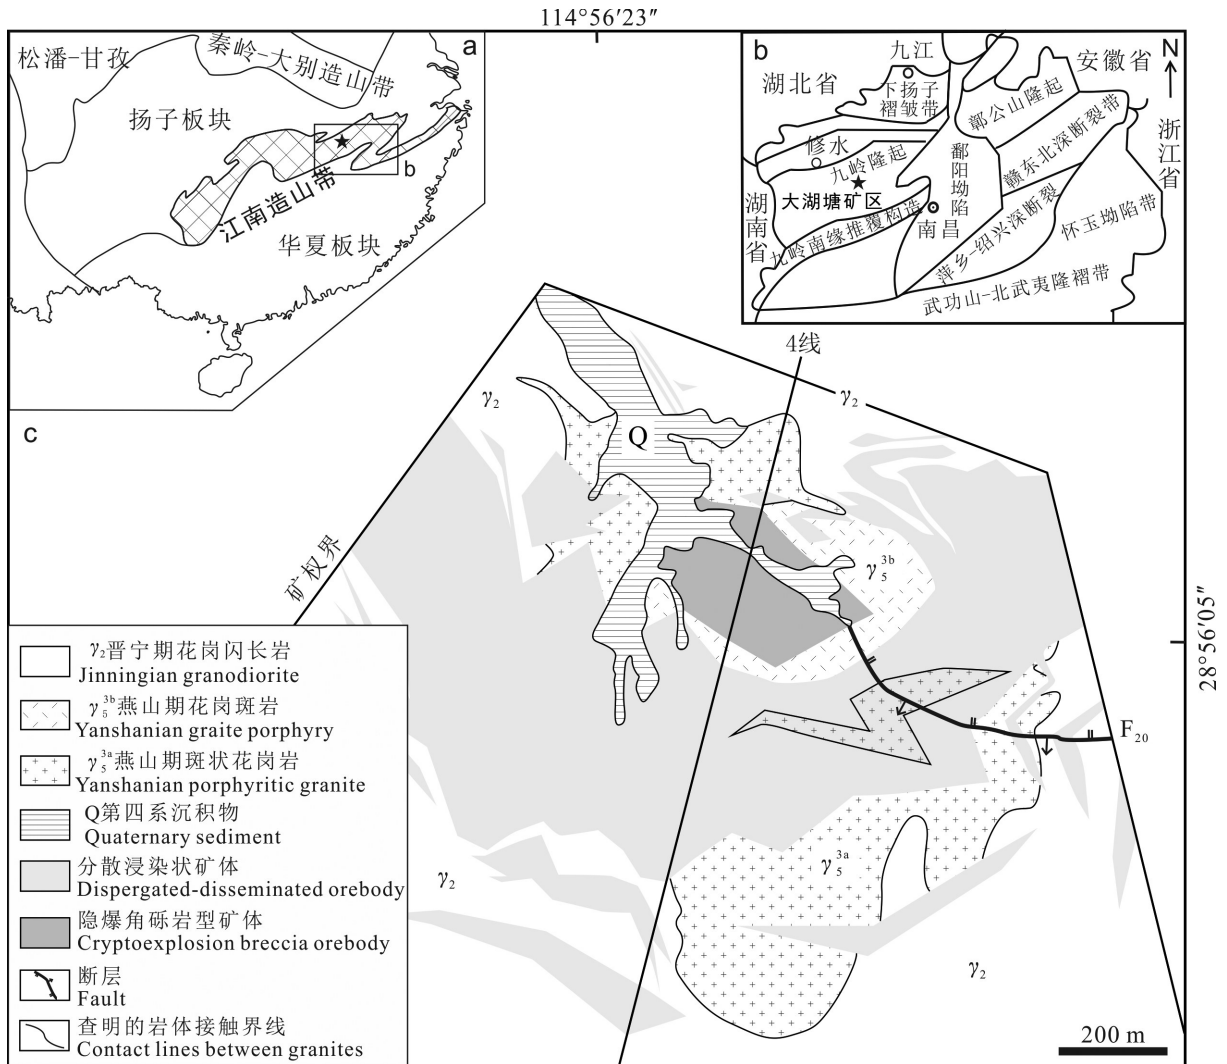 114°56′23″
a
松潘-甘孜
秦岭-大别造山带
扬子板块
b
江南造山带
华夏板块
b
N
九江
安徽省
湖北省
下扬子
褶皱带
鄣公山隆起
赣东北深断裂带
浙江省
修水
九岭隆起
鄱阳坳陷
大湖塘矿区
湖南省
九岭南缘推覆构造
南昌
萍乡-绍兴深断裂
怀玉坳陷带
武功山-北武夷隆褶带
c
4线
γ₂
γ₂
Q
矿权界
γ₅³ᵇ
28°56′05″
F₂₀
γ₅³ᵃ
γ₂
γ₂
200 m
γ₂晋宁期花岗闪长岩
Jinningian granodiorite
γ₅³ᵇ燕山期花岗斑岩
Yanshanian graite porphyry
γ₅³ᵃ燕山期斑状花岗岩
Yanshanian porphyritic granite
Q第四系沉积物
Quaternary sediment
分散浸染状矿体
Dispergated-disseminated orebody
隐爆角砾岩型矿体
Cryptoexplosion breccia orebody
断层
Fault
查明的岩体接触界线
Contact lines between granites